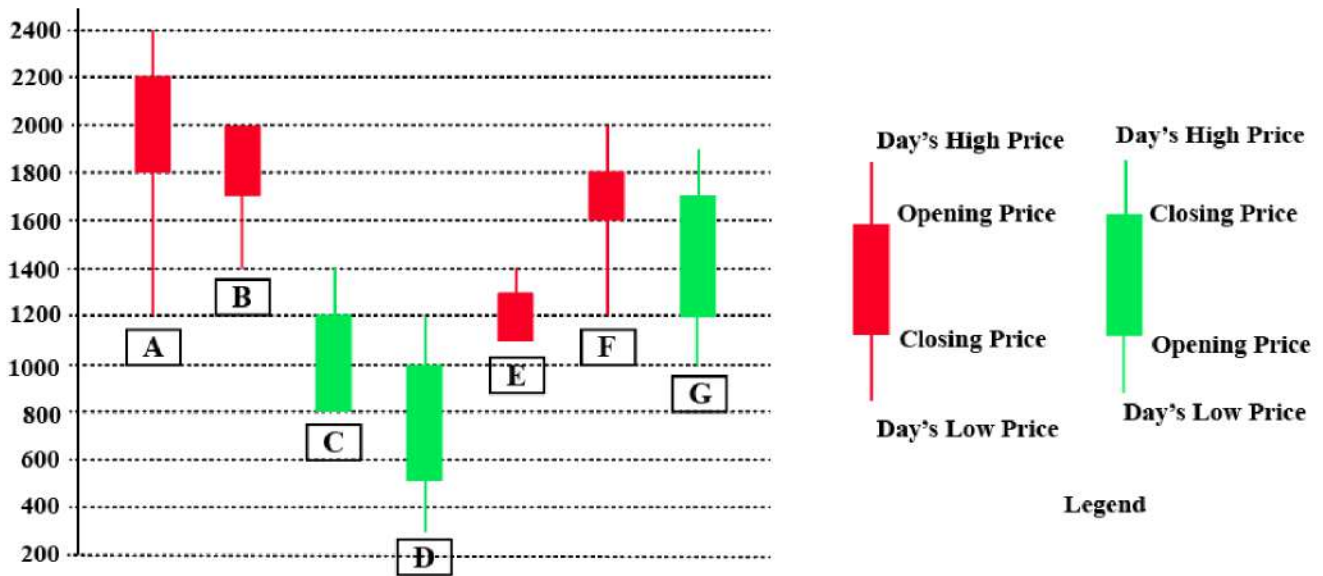 2400
2200
2000
1800
1600
1400
1200
1000
800
600
400
200
A
B
C
D
E
F
G
Day's High Price
Opening Price
Closing Price
Day's Low Price
Day's High Price
Closing Price
Opening Price
Day's Low Price
Legend